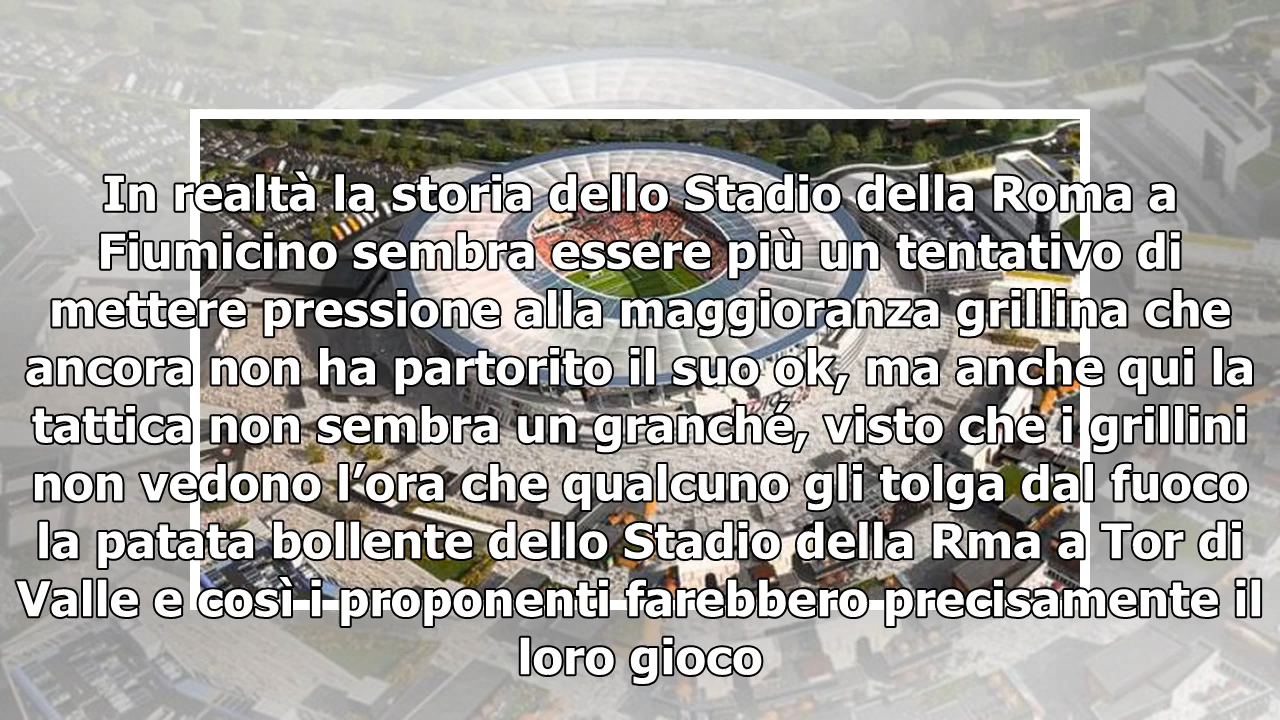 In realtà la storia dello Stadio della Roma a
Fiumicino sembra essere più un tentativo di
mettere pressione alla maggioranza grillina che
ancora non ha partorito il suo ok, ma anche qui la
tattica non sembra un granché, visto che i grillini
non vedono l’ora che qualcuno gli tolga dal fuoco
la patata bollente dello Stadio della Rma a Tor di
Valle e così i proponenti farebbero precisamente il
loro gioco